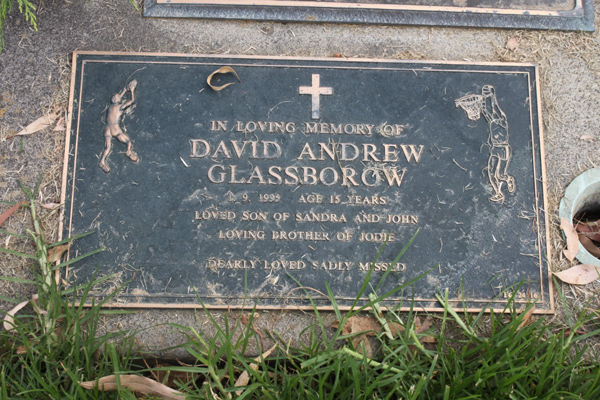 IN LOVING MEMORY OF
DAVID ANDREW
GLASSBOROW
9. 1995 AGE 15 YEARS
LOVED SON OF SANDRA AND JOHN
LOVING BROTHER OF JODIE
DEARLY LOVED SADLY MISSED